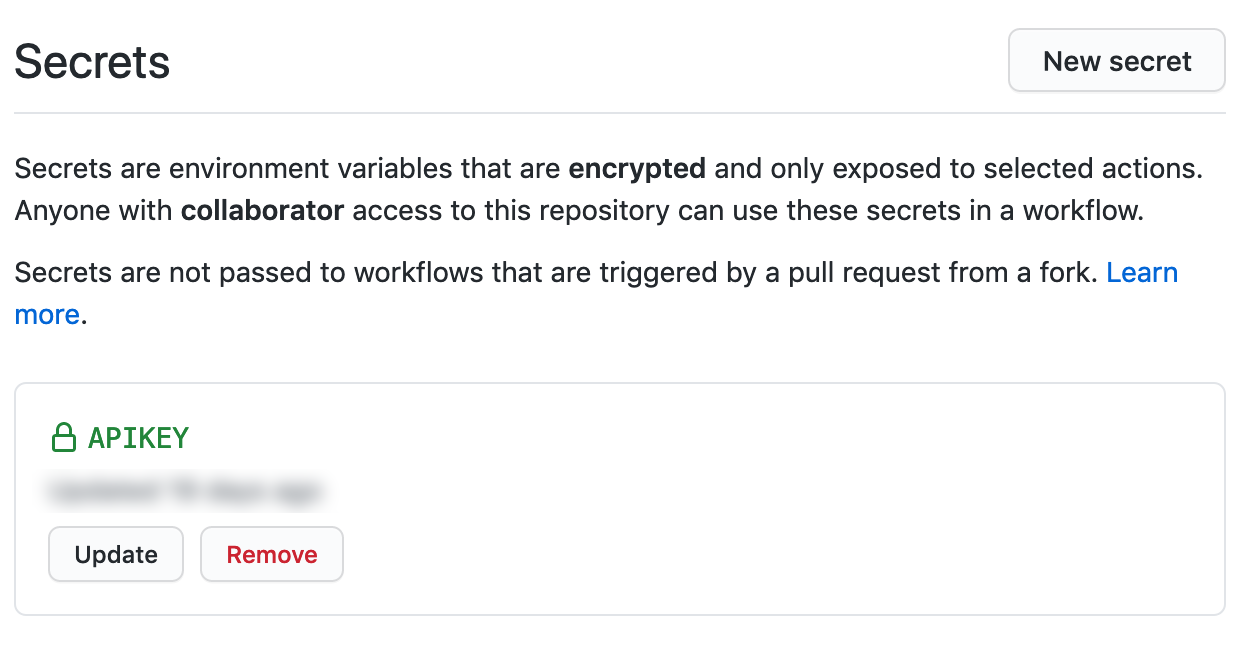 Secrets
New secret
Secrets are environment variables that are encrypted and only exposed to selected actions.
Anyone with collaborator access to this repository can use these secrets in a workflow.
Secrets are not passed to workflows that are triggered by a pull request from a fork. Learn
more.
APIKEY
Update
Remove